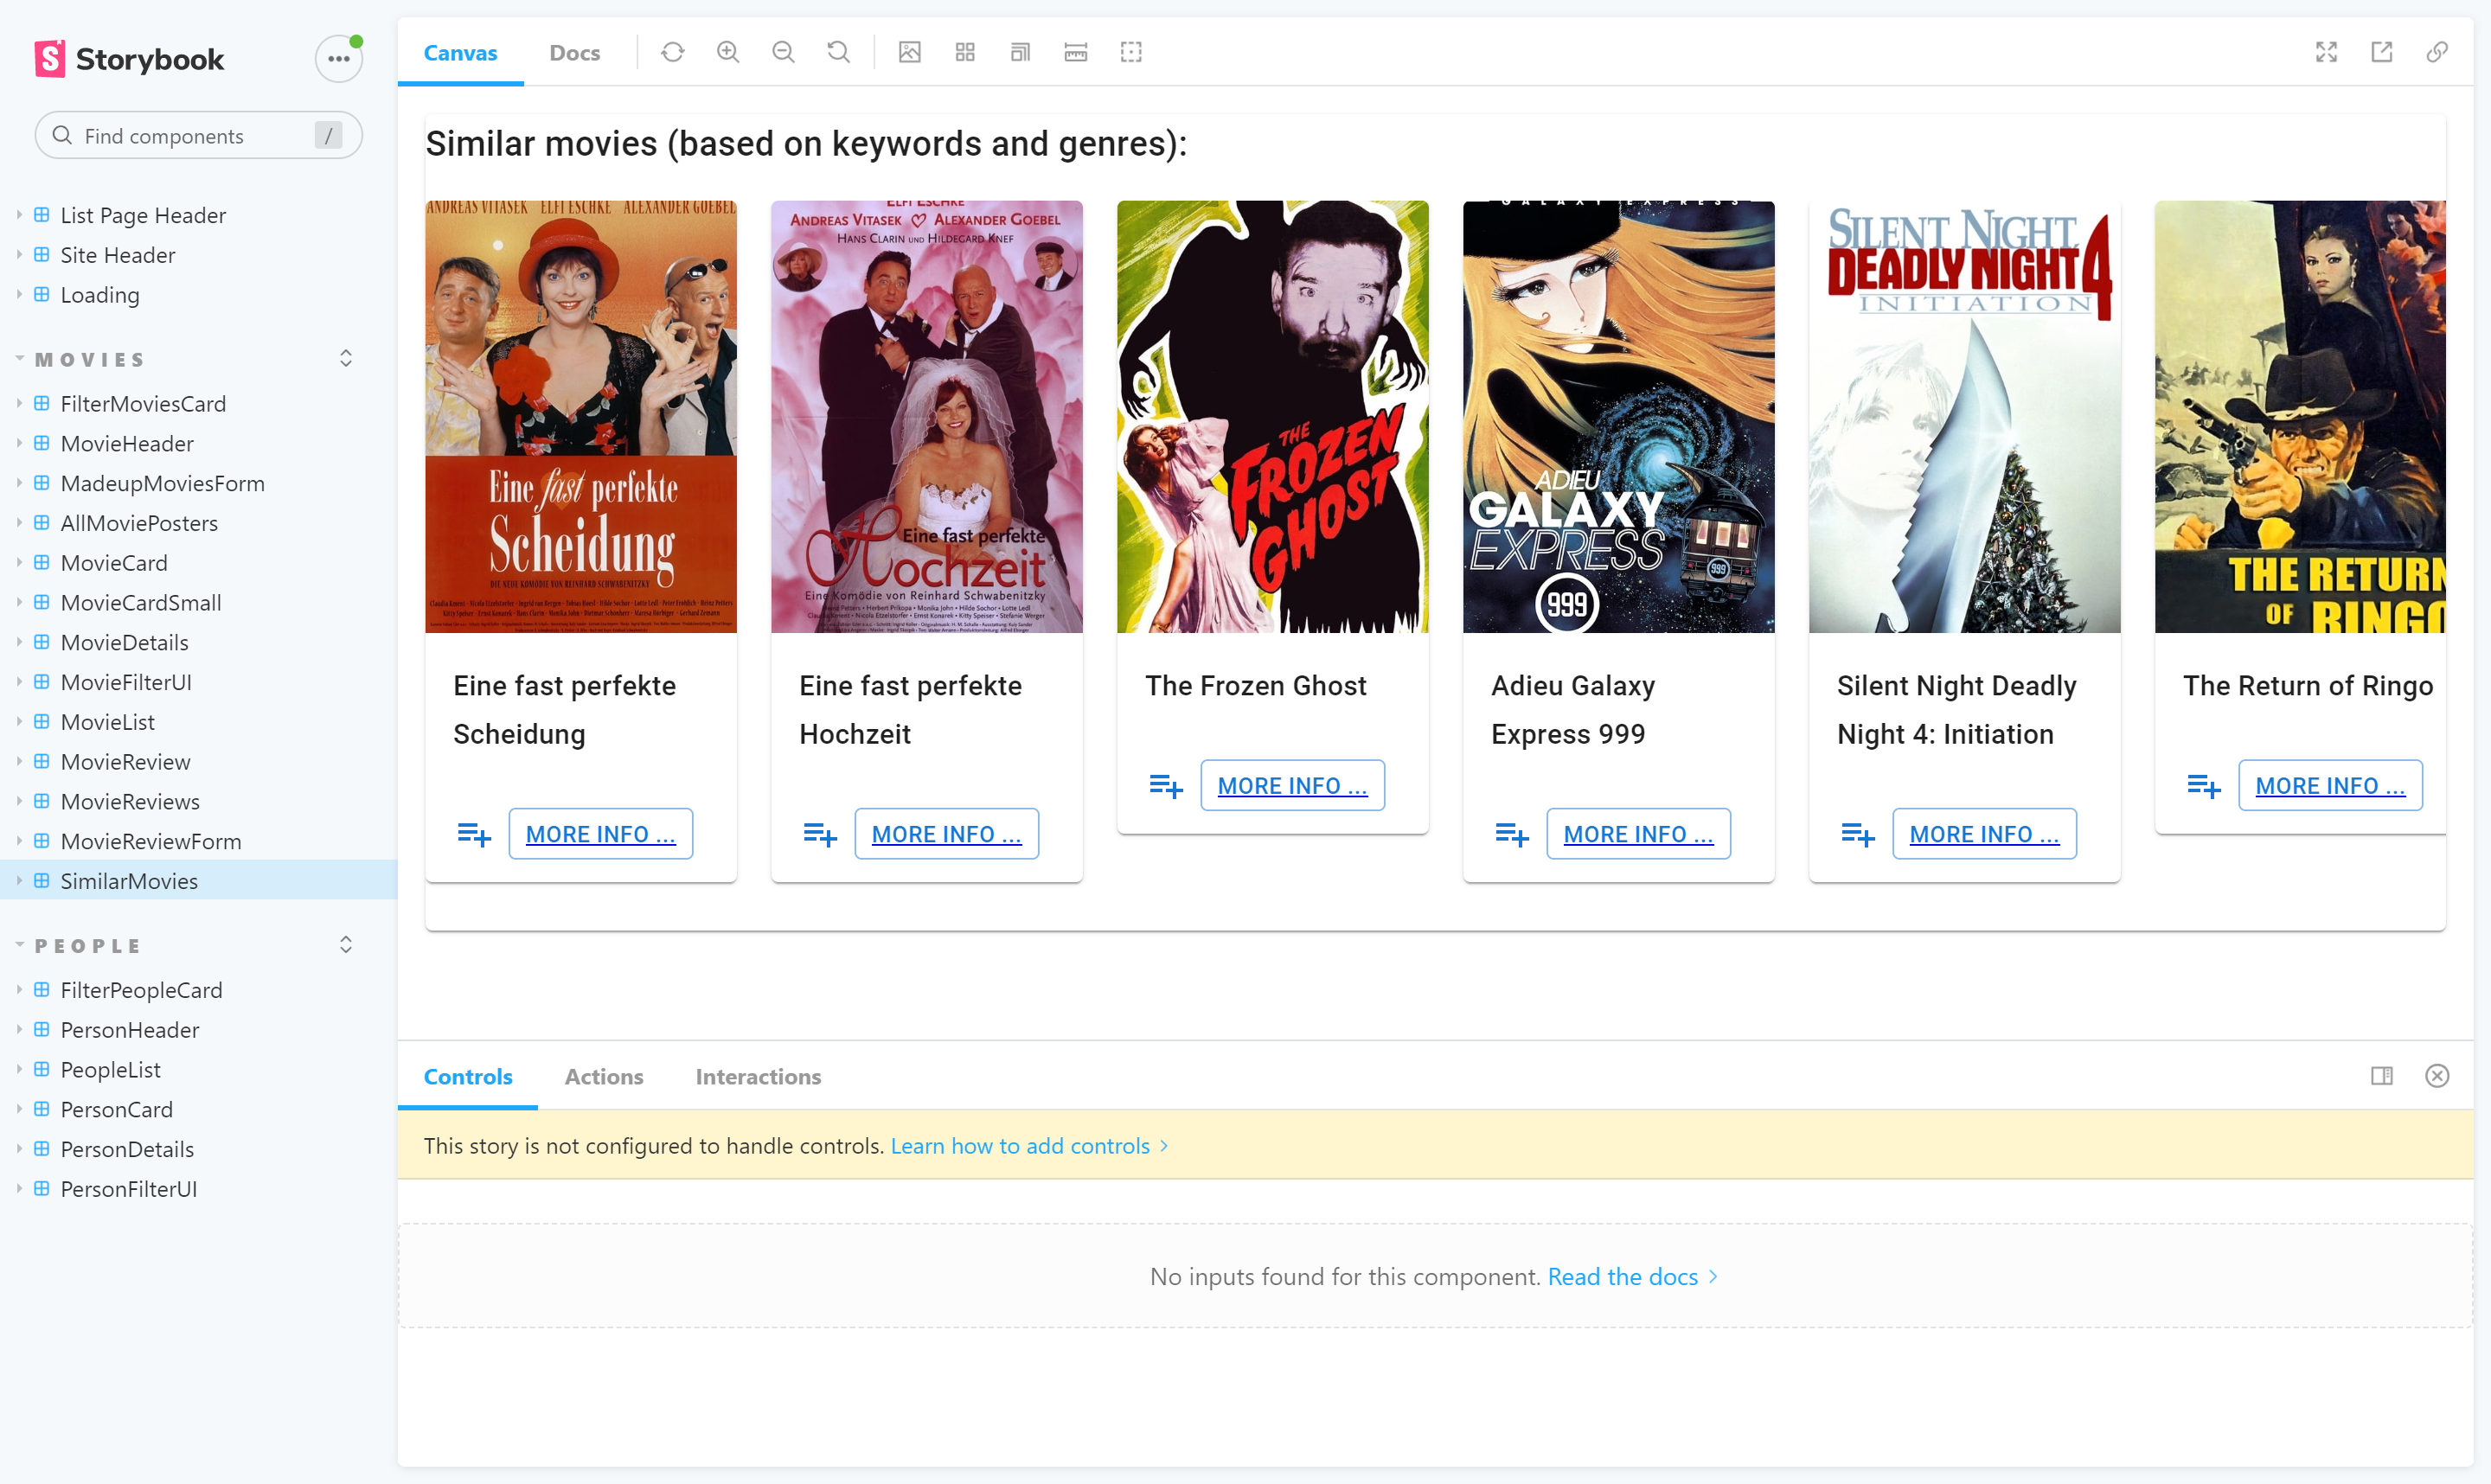 Storybook
Find components
/
List Page Header
Site Header
Loading
MOVIES
FilterMoviesCard
MovieHeader
MadeupMoviesForm
AllMoviePosters
MovieCard
MovieCardSmall
MovieDetails
MovieFilterUI
MovieList
MovieReview
MovieReviews
MovieReviewForm
SimilarMovies
PEOPLE
FilterPeopleCard
PersonHeader
PeopleList
PersonCard
PersonDetails
PersonFilterUI
Canvas
Docs
Similar movies (based on keywords and genres):
ANDREAS VITASEK ELFI ESCHKE ALEXANDER GOEBEL
Eine fast perfekte
Scheidung
DIE NEUE KOMÖDIE VON REINHARD SCHWABENITZKY
Eine fast perfekte
Scheidung
MORE INFO ...
ELFI ESCHKE
ANDREAS VITASEK ALEXANDER GOEBEL
HANS CLARIN UND HILDEGARD KNEF
Eine fast perfekte
Hochzeit
Eine Komödie von Reinhard Schwabenitzky
Eine fast perfekte
Hochzeit
MORE INFO ...
THE
FROZEN
GHOST
The Frozen Ghost
MORE INFO ...
GALAXY EXPRESS
ADIEU
GALAXY
EXPRESS
999
999
Adieu Galaxy
Express 999
MORE INFO ...
SILENT NIGHT,
DEADLY NIGHT 4
INITIATION
Silent Night Deadly
Night 4: Initiation
MORE INFO ...
THE RETURN
OF RINGO
The Return of Ringo
MORE INFO ...
Controls
Actions
Interactions
This story is not configured to handle controls. Learn how to add controls
No inputs found for this component. Read the docs